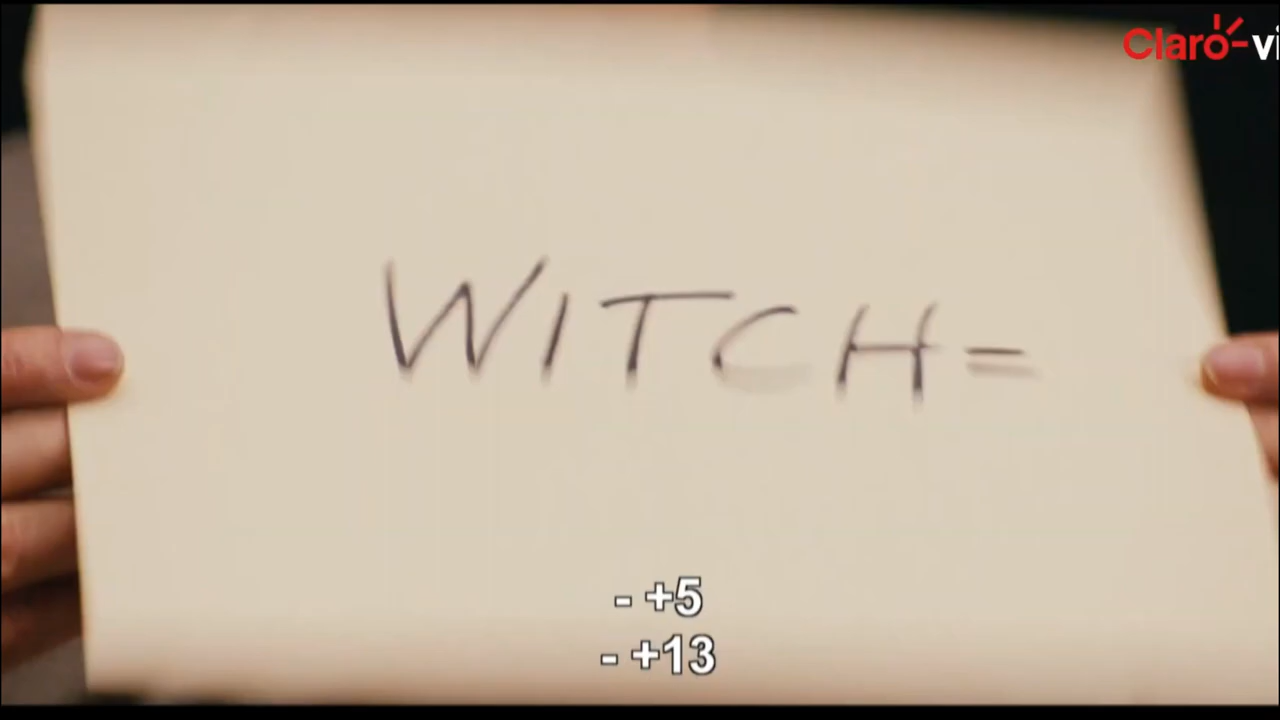 Claro-vi
WITCH=
- +5
- +13